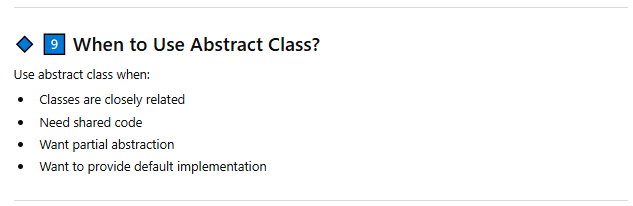 9 When to Use Abstract Class?
Use abstract class when:
• Classes are closely related
• Need shared code
• Want partial abstraction
• Want to provide default implementation